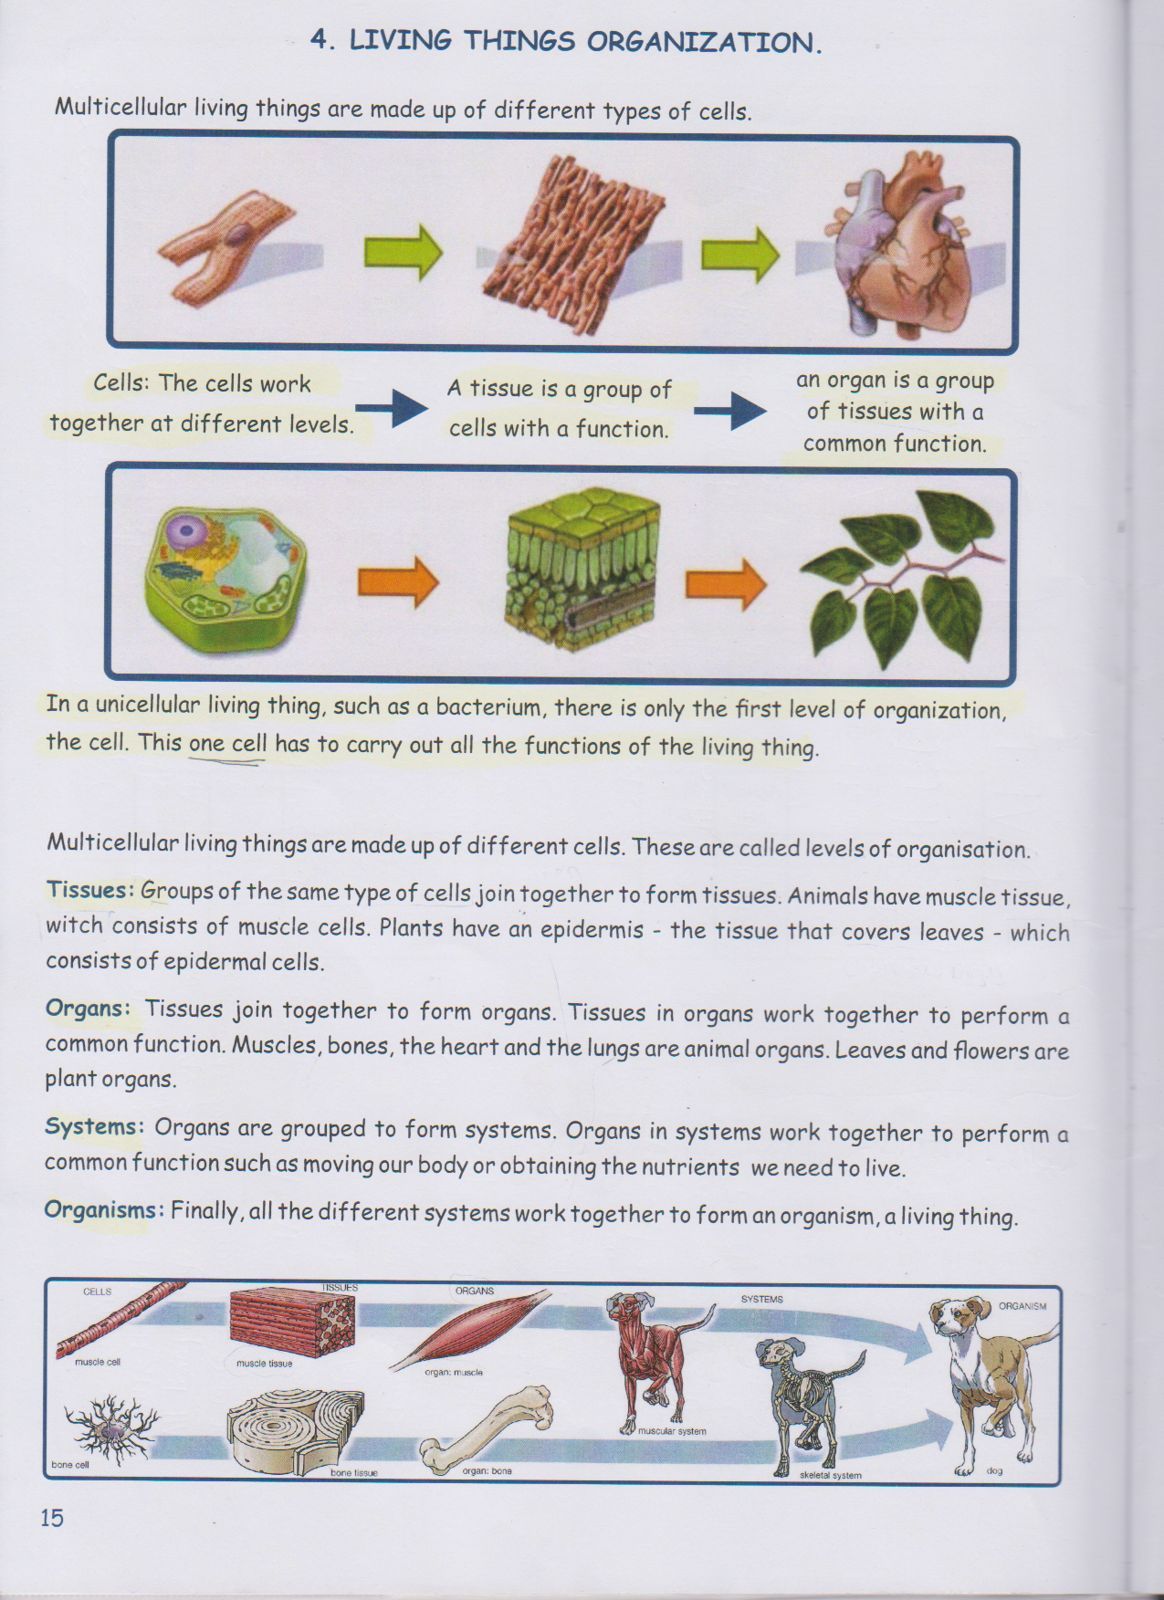 4. LIVING THINGS ORGANIZATION.
Multicellular living things are made up of different types of cells.
Cells: The cells work
together at different levels.
A tissue is a group of
cells with a function.
an organ is a group
of tissues with a
common function.
In a unicellular living thing, such as a bacterium, there is only the first level of organization,
the cell. This one cell has to carry out all the functions of the living thing.
Multicellular living things are made up of different cells. These are called levels of organisation.
Tissues: Groups of the same type of cells join together to form tissues. Animals have muscle tissue,
witch consists of muscle cells. Plants have an epidermis - the tissue that covers leaves - which
consists of epidermal cells.
Organs: Tissues join together to form organs. Tissues in organs work together to perform a
common function. Muscles, bones, the heart and the lungs are animal organs. Leaves and flowers are
plant organs.
Systems: Organs are grouped to form systems. Organs in systems work together to perform a
common function such as moving our body or obtaining the nutrients we need to live.
Organisms: Finally, all the different systems work together to form an organism, a living thing.
CELLS
TISSUES
ORGANS
SYSTEMS
ORGANISM
muscle cell
muscle tissue
organ: muscle
muscular system
bone cell
bone tissue
organ: bone
skeletal system
dog
15